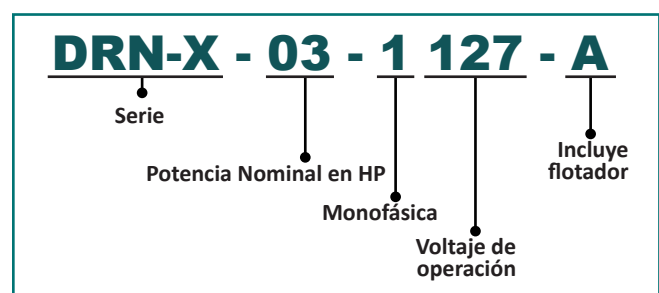 DRN-X - 03 - 1 127 - A
Serie
Potencia Nominal en HP
Monofásica
Voltaje de
operación
Incluye
flotador